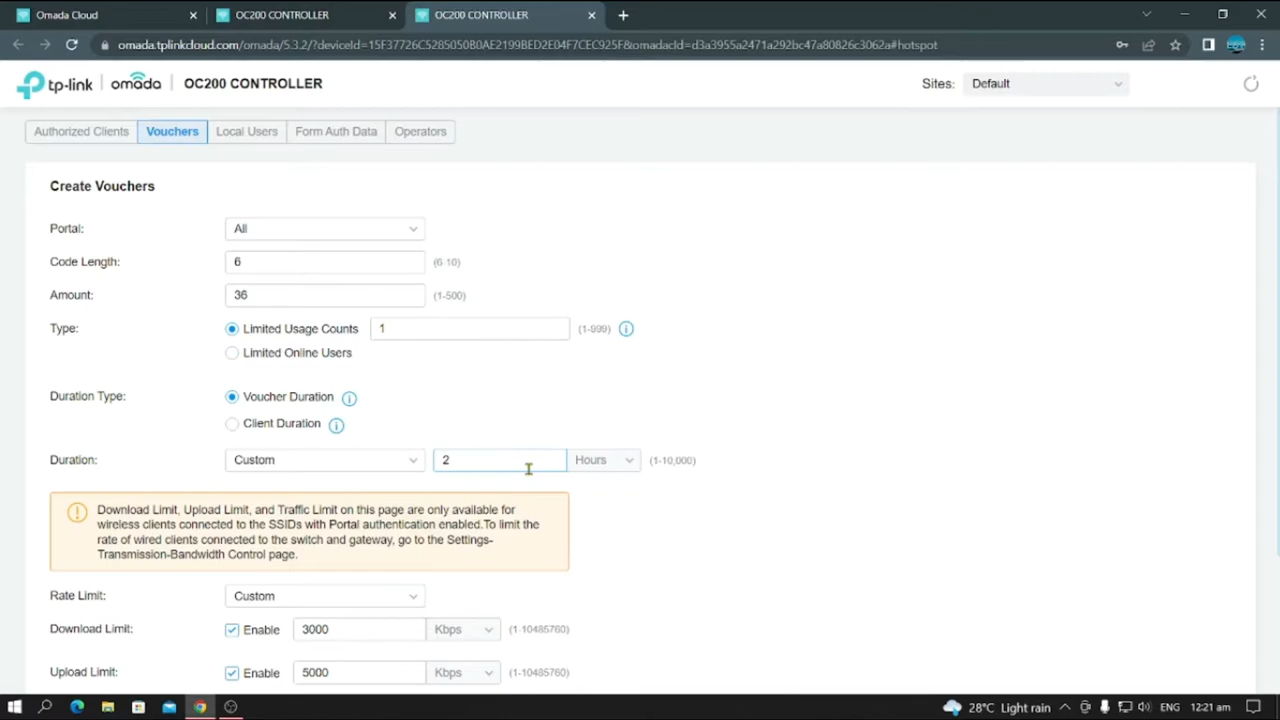 Omada Cloud
OC200 CONTROLLER
OC200 CONTROLLER
omada.tplinkcloud.com/omada/5.3.2/?deviceId=15F37726C5285050B0AE2199BED2E04F7CEC925F&omadacId=d3a3955a2471a292bc47a80826c3062a#hotspot
tp-link omada OC200 CONTROLLER Sites: Default
Authorized Clients Vouchers Local Users Form Auth Data Operators
Create Vouchers
Portal: All
Code Length: 6 (6-10)
Amount: 36 (1-500)
Type: Limited Usage Counts 1 (1-999)
Limited Online Users
Duration Type: Voucher Duration
Client Duration
Duration: Custom 2 Hours (1-10,000)
Download Limit, Upload Limit, and Traffic Limit on this page are only available for
wireless clients connected to the SSIDs with Portal authentication enabled.To limit the
rate of wired clients connected to the switch and gateway, go to the Settings-
Transmission-Bandwidth Control page.
Rate Limit: Custom
Download Limit: Enable 3000 Kbps (1-10485760)
Upload Limit: Enable 5000 Kbps (1-10485760)
28°C Light rain ENG 12:21 am